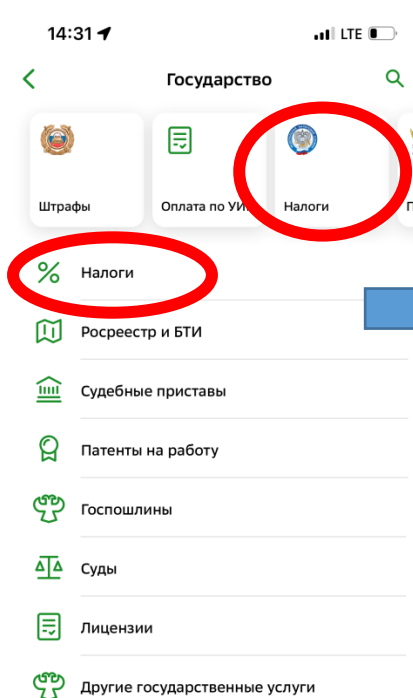 14:31
LTE
Государство
Штрафы
Оплата по УИ
Налоги
Налоги
Росреестр и БТИ
Судебные приставы
Патенты на работу
Госпошлины
Суды
Лицензии
Другие государственные услуги